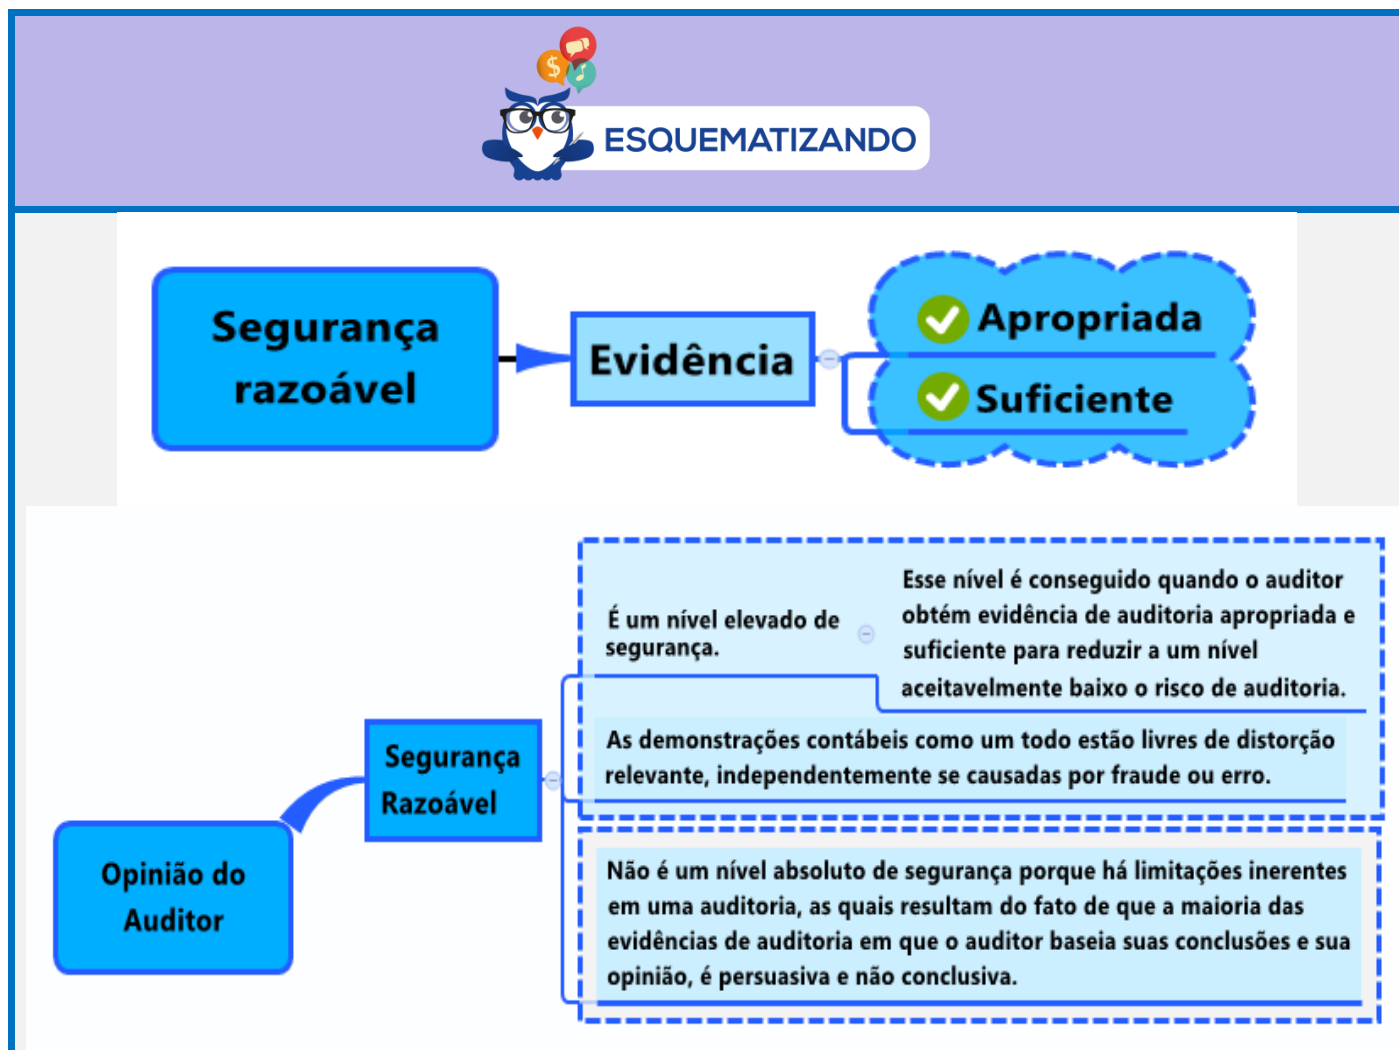 ESQUEMATIZANDO
Segurança
razoável
Evidência
Apropriada
Suficiente
É um nível elevado de
segurança.
Esse nível é conseguido quando o auditor
obtém evidência de auditoria apropriada e
suficiente para reduzir a um nível
aceitavelmente baixo o risco de auditoria.
As demonstrações contábeis como um todo estão livres de distorção
relevante, independentemente se causadas por fraude ou erro.
Segurança
Razoável
Opinião do
Auditor
Não é um nível absoluto de segurança porque há limitações inerentes
em uma auditoria, as quais resultam do fato de que a maioria das
evidências de auditoria em que o auditor baseia suas conclusões e sua
opinião, é persuasiva e não conclusiva.